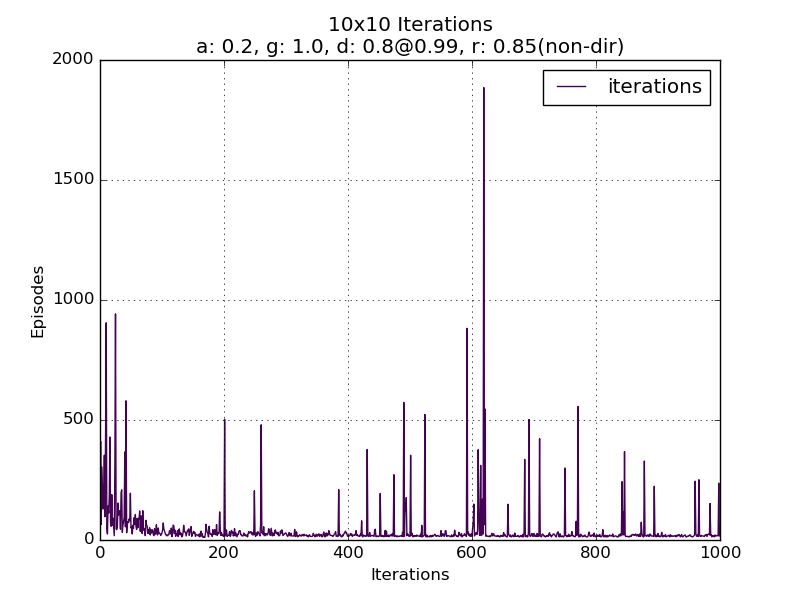 10x10 Iterations
a: 0.2, g: 1.0, d: 0.8@0.99, r: 0.85(non-dir)
iterations
2000
1500
1000
500
0
Episodes
0 200 400 600 800 1000
Iterations